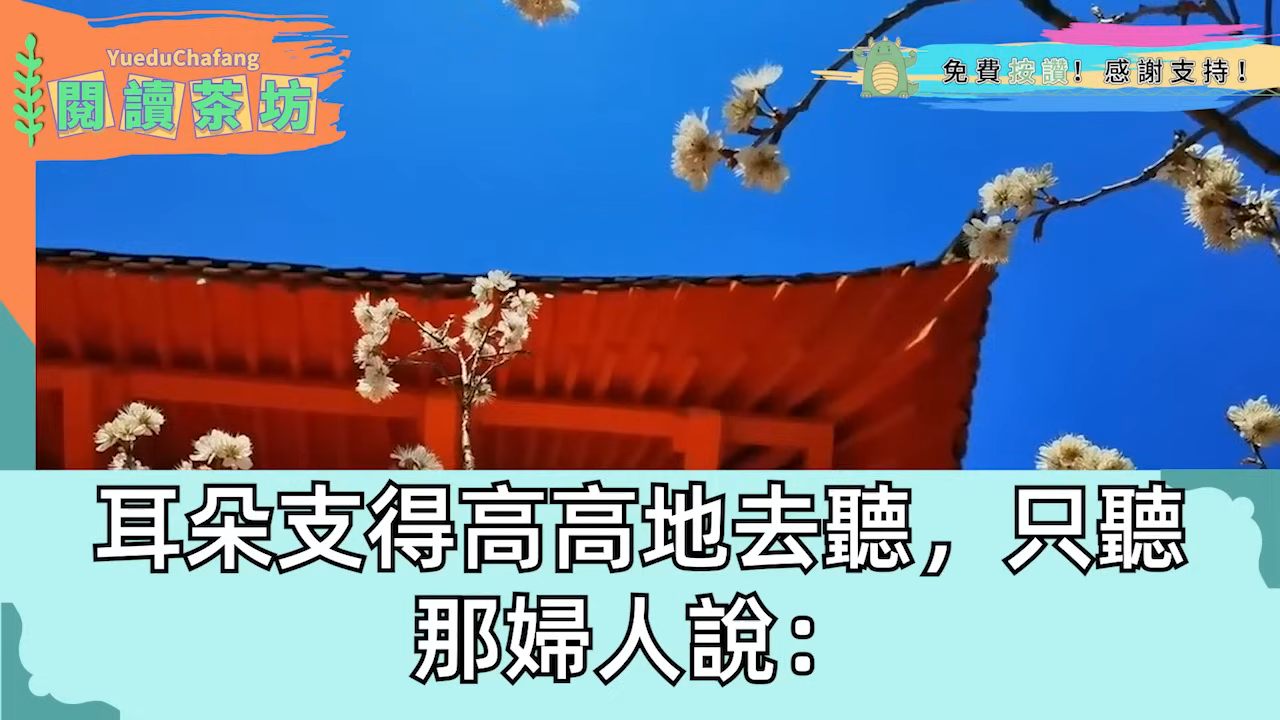 YueduChafang
閱讀茶坊
免費按讚！感謝支持！
耳朵支得高高地去聽，只聽
那婦人說：